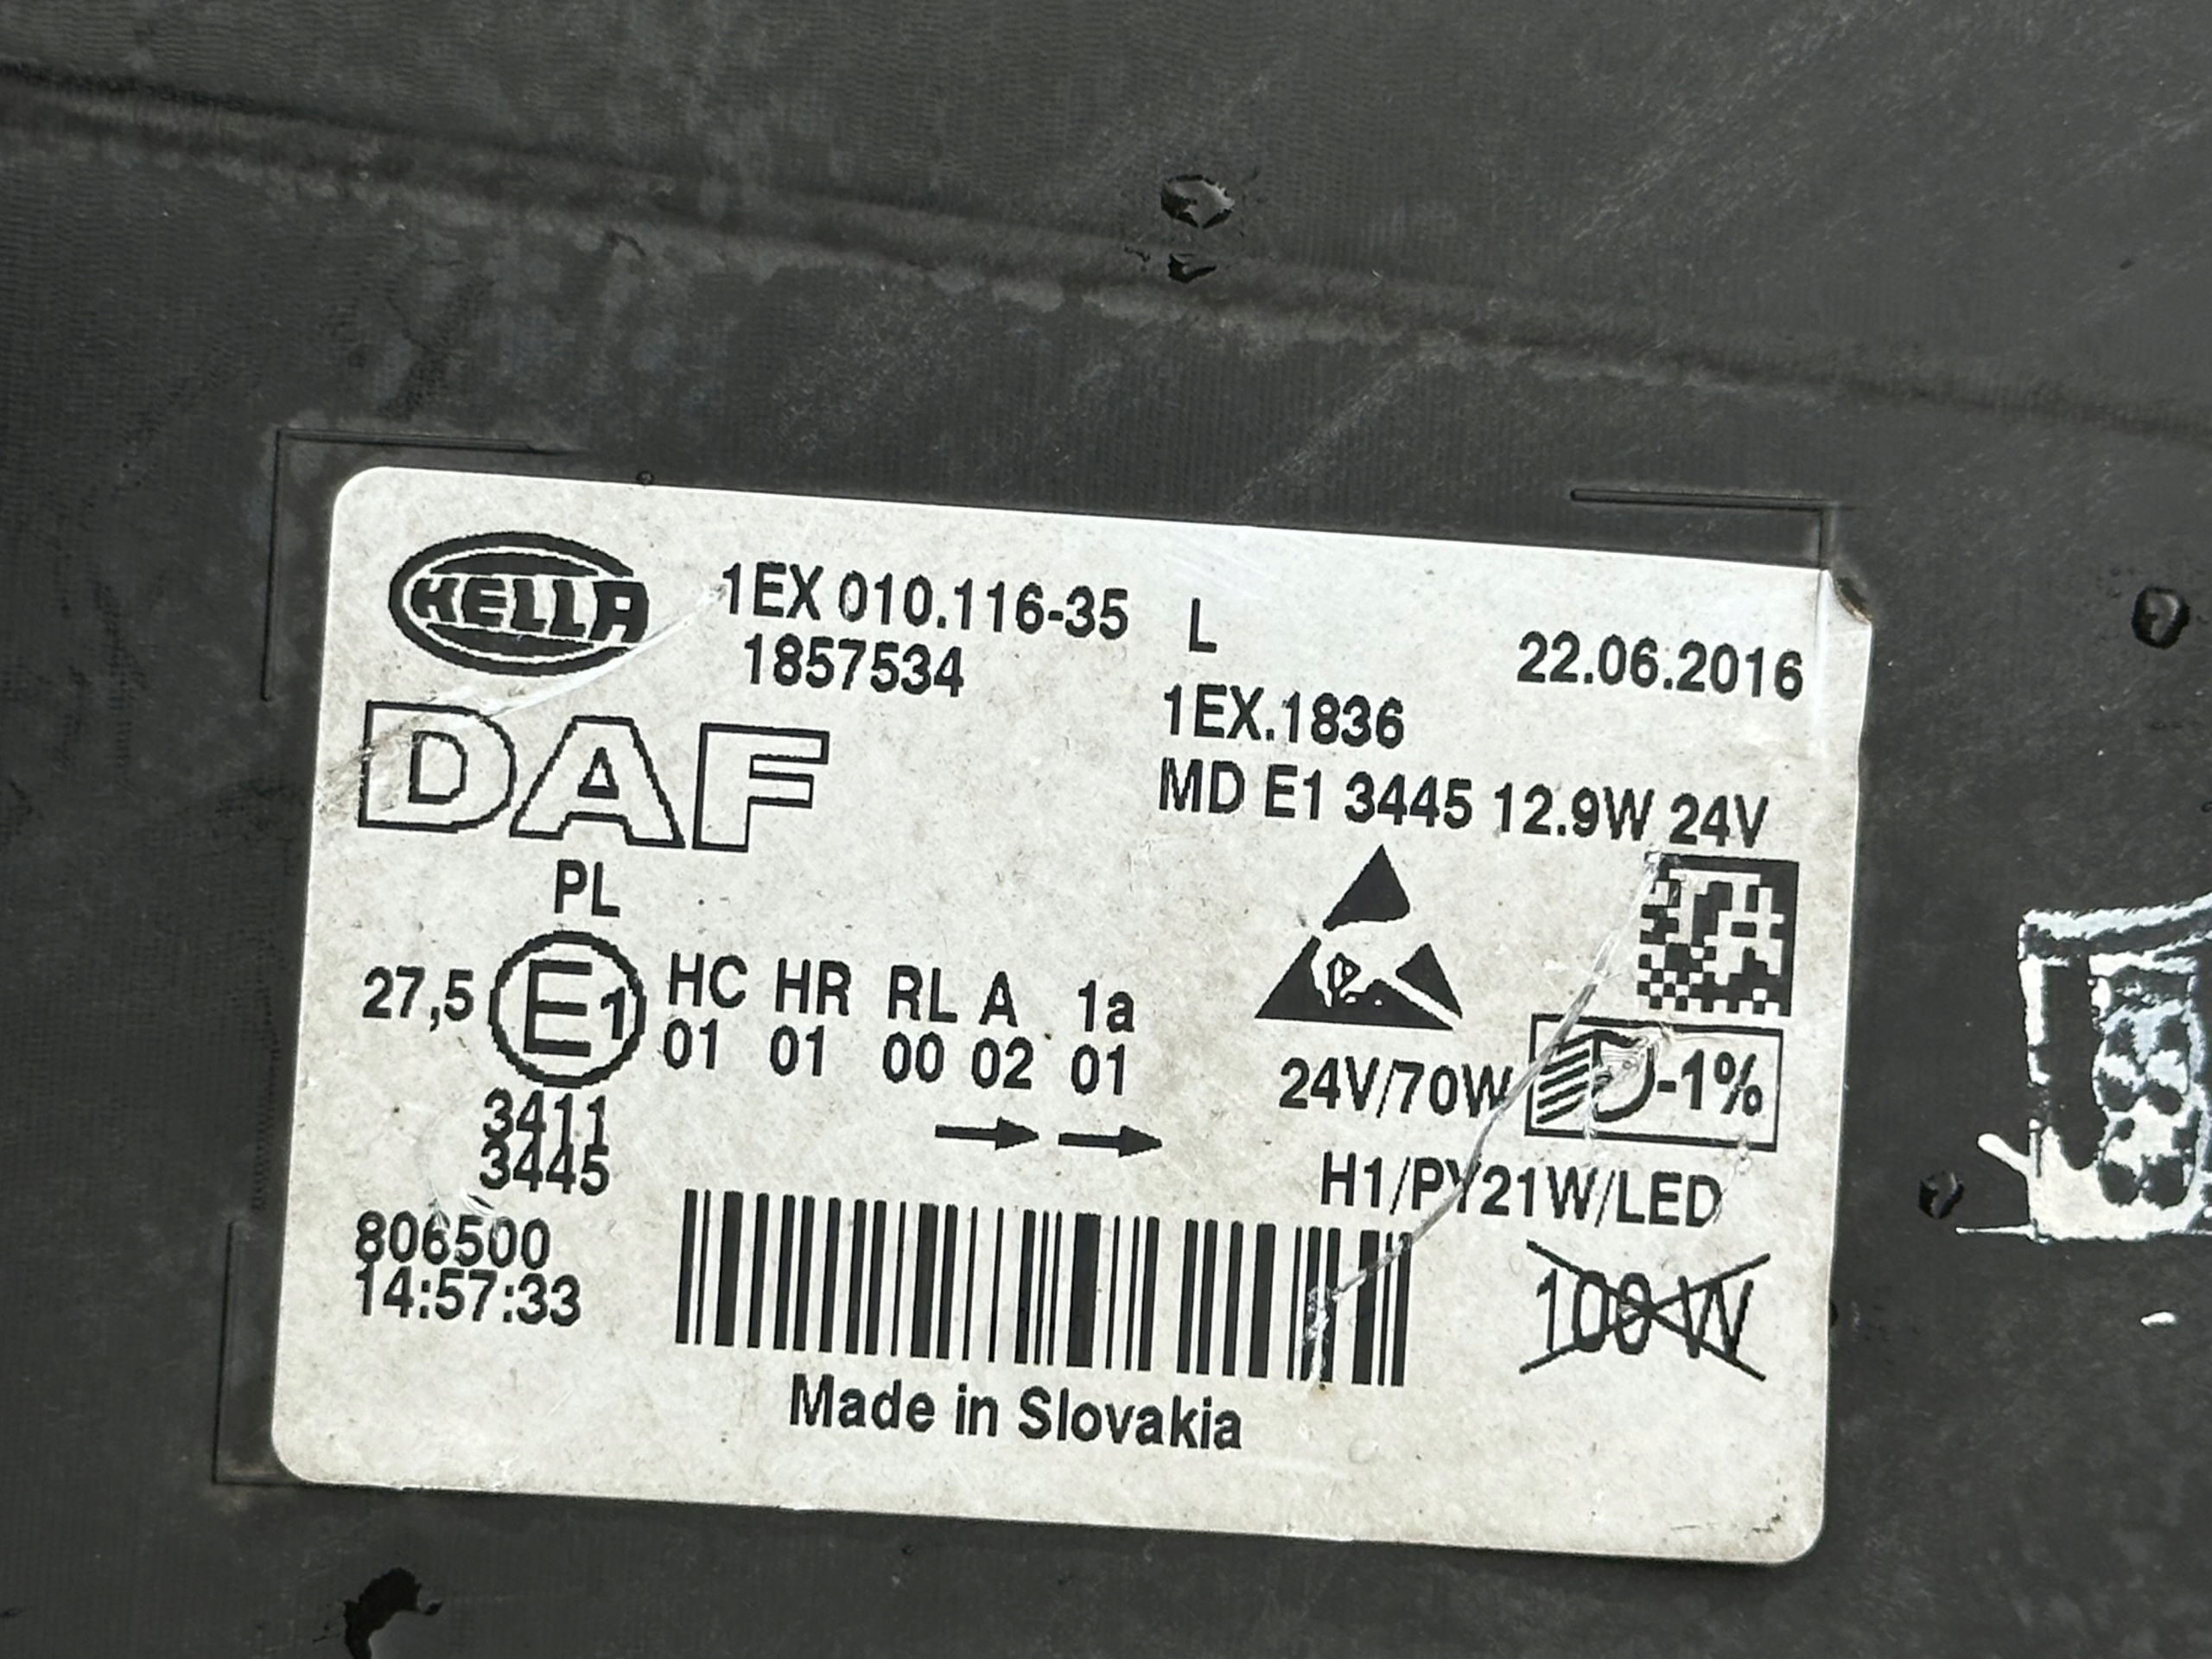 HELLA 1EX 010.116-35 L 22.06.2016
1857534
1EX.1836
DAF
MD E1 3445 12.9W 24V
PL
27,5 E1 HC HR RL A 1a
01 01 00 02 01
24V/70W -1%
3411
3445
H1/PY21W/LED
806500
14:57:33
100 W
Made in Slovakia